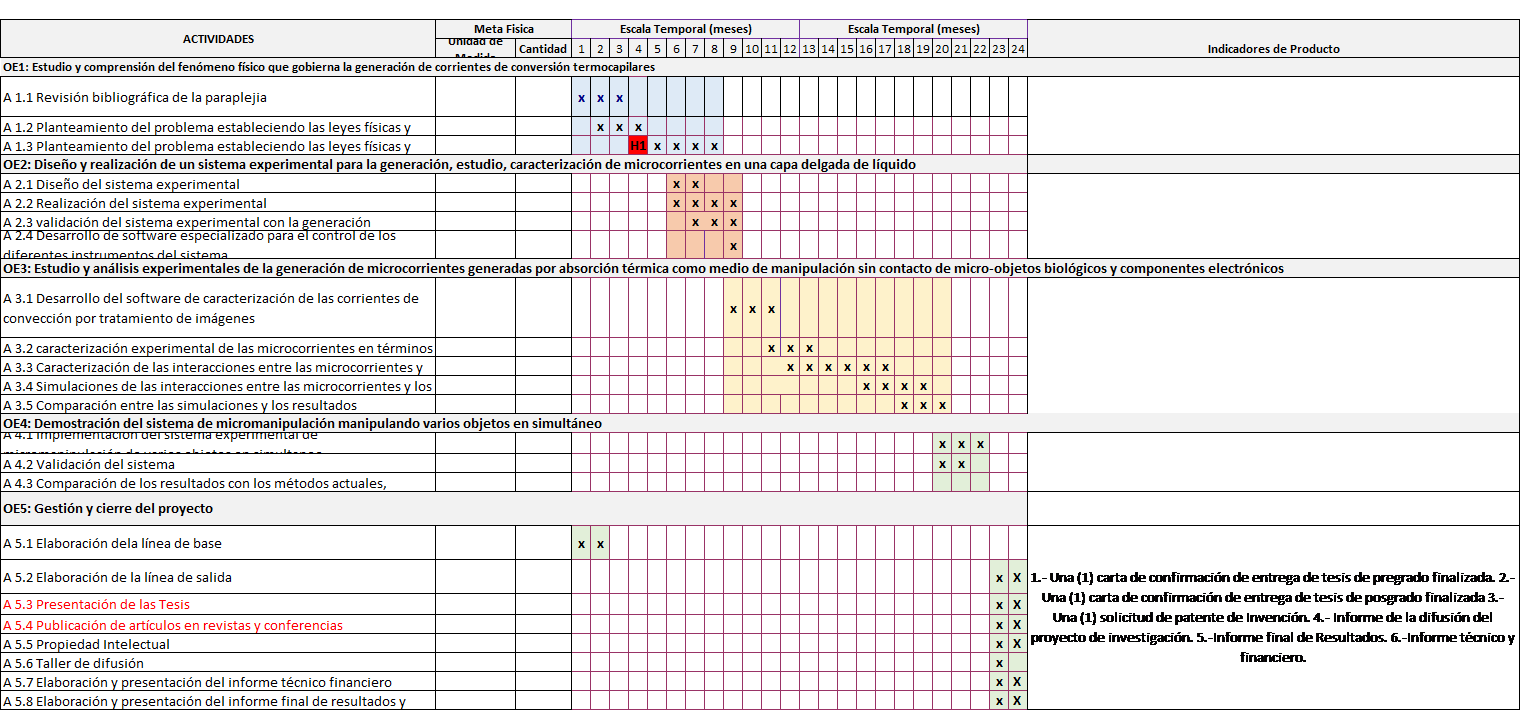 ACTIVIDADES Meta Fisica Escala Temporal (meses) Escala Temporal (meses) Indicadores de Producto
Unidad de Medida Cantidad 1 2 3 4 5 6 7 8 9 10 11 12 13 14 15 16 17 18 19 20 21 22 23 24
OE1: Estudio y comprensión del fenómeno físico que gobierna la generación de corrientes de conversión termocapilares
A 1.1 Revisión bibliográfica de la paraplejia x x x
A 1.2 Planteamiento del problema estableciendo las leyes físicas y x x x
A 1.3 Planteamiento del problema estableciendo las leyes físicas y H1 x x x x
OE2: Diseño y realización de un sistema experimental para la generación, estudio, caracterización de microcorrientes en una capa delgada de líquido
A 2.1 Diseño del sistema experimental x x
A 2.2 Realización del sistema experimental x x x x
A 2.3 validación del sistema experimental con la generación x x x
A 2.4 Desarrollo de software especializado para el control de los
diferentes instrumentos del sistema x
OE3: Estudio y análisis experimentales de la generación de microcorrientes generadas por absorción térmica como medio de manipulación sin contacto de micro-objetos biológicos y componentes electrónicos
A 3.1 Desarrollo del software de caracterización de las corrientes de
convección por tratamiento de imágenes x x x
A 3.2 caracterización experimental de las microcorrientes en términos x x x
A 3.3 Caracterización de las interacciones entre las microcorrientes y x x x x x x
A 3.4 Simulaciones de las interacciones entre las microcorrientes y los x x x x
A 3.5 Comparación entre las simulaciones y los resultados x x x
OE4: Demostración del sistema de micromanipulación manipulando varios objetos en simultáneo
A 4.1 Implementación del sistema experimental de
micromanipulación de varios objetos en simultaneo x x x
A 4.2 Validación del sistema x x
A 4.3 Comparación de los resultados con los métodos actuales,
OE5: Gestión y cierre del proyecto
A 5.1 Elaboración dela línea de base x x
A 5.2 Elaboración de la línea de salida x X
A 5.3 Presentación de las Tesis x X
A 5.4 Publicación de artículos en revistas y conferencias x X
A 5.5 Propiedad Intelectual x X
A 5.6 Taller de difusión x
A 5.7 Elaboración y presentación del informe técnico financiero x X
A 5.8 Elaboración y presentación del informe final de resultados y x X
1.- Una (1) carta de confirmación de entrega de tesis de pregrado finalizada. 2.-
Una (1) carta de confirmación de entrega de tesis de posgrado finalizada 3.-
Una (1) solicitud de patente de Invención. 4.- Informe de la difusión del
proyecto de investigación. 5.-Informe final de Resultados. 6.-Informe técnico y
financiero.